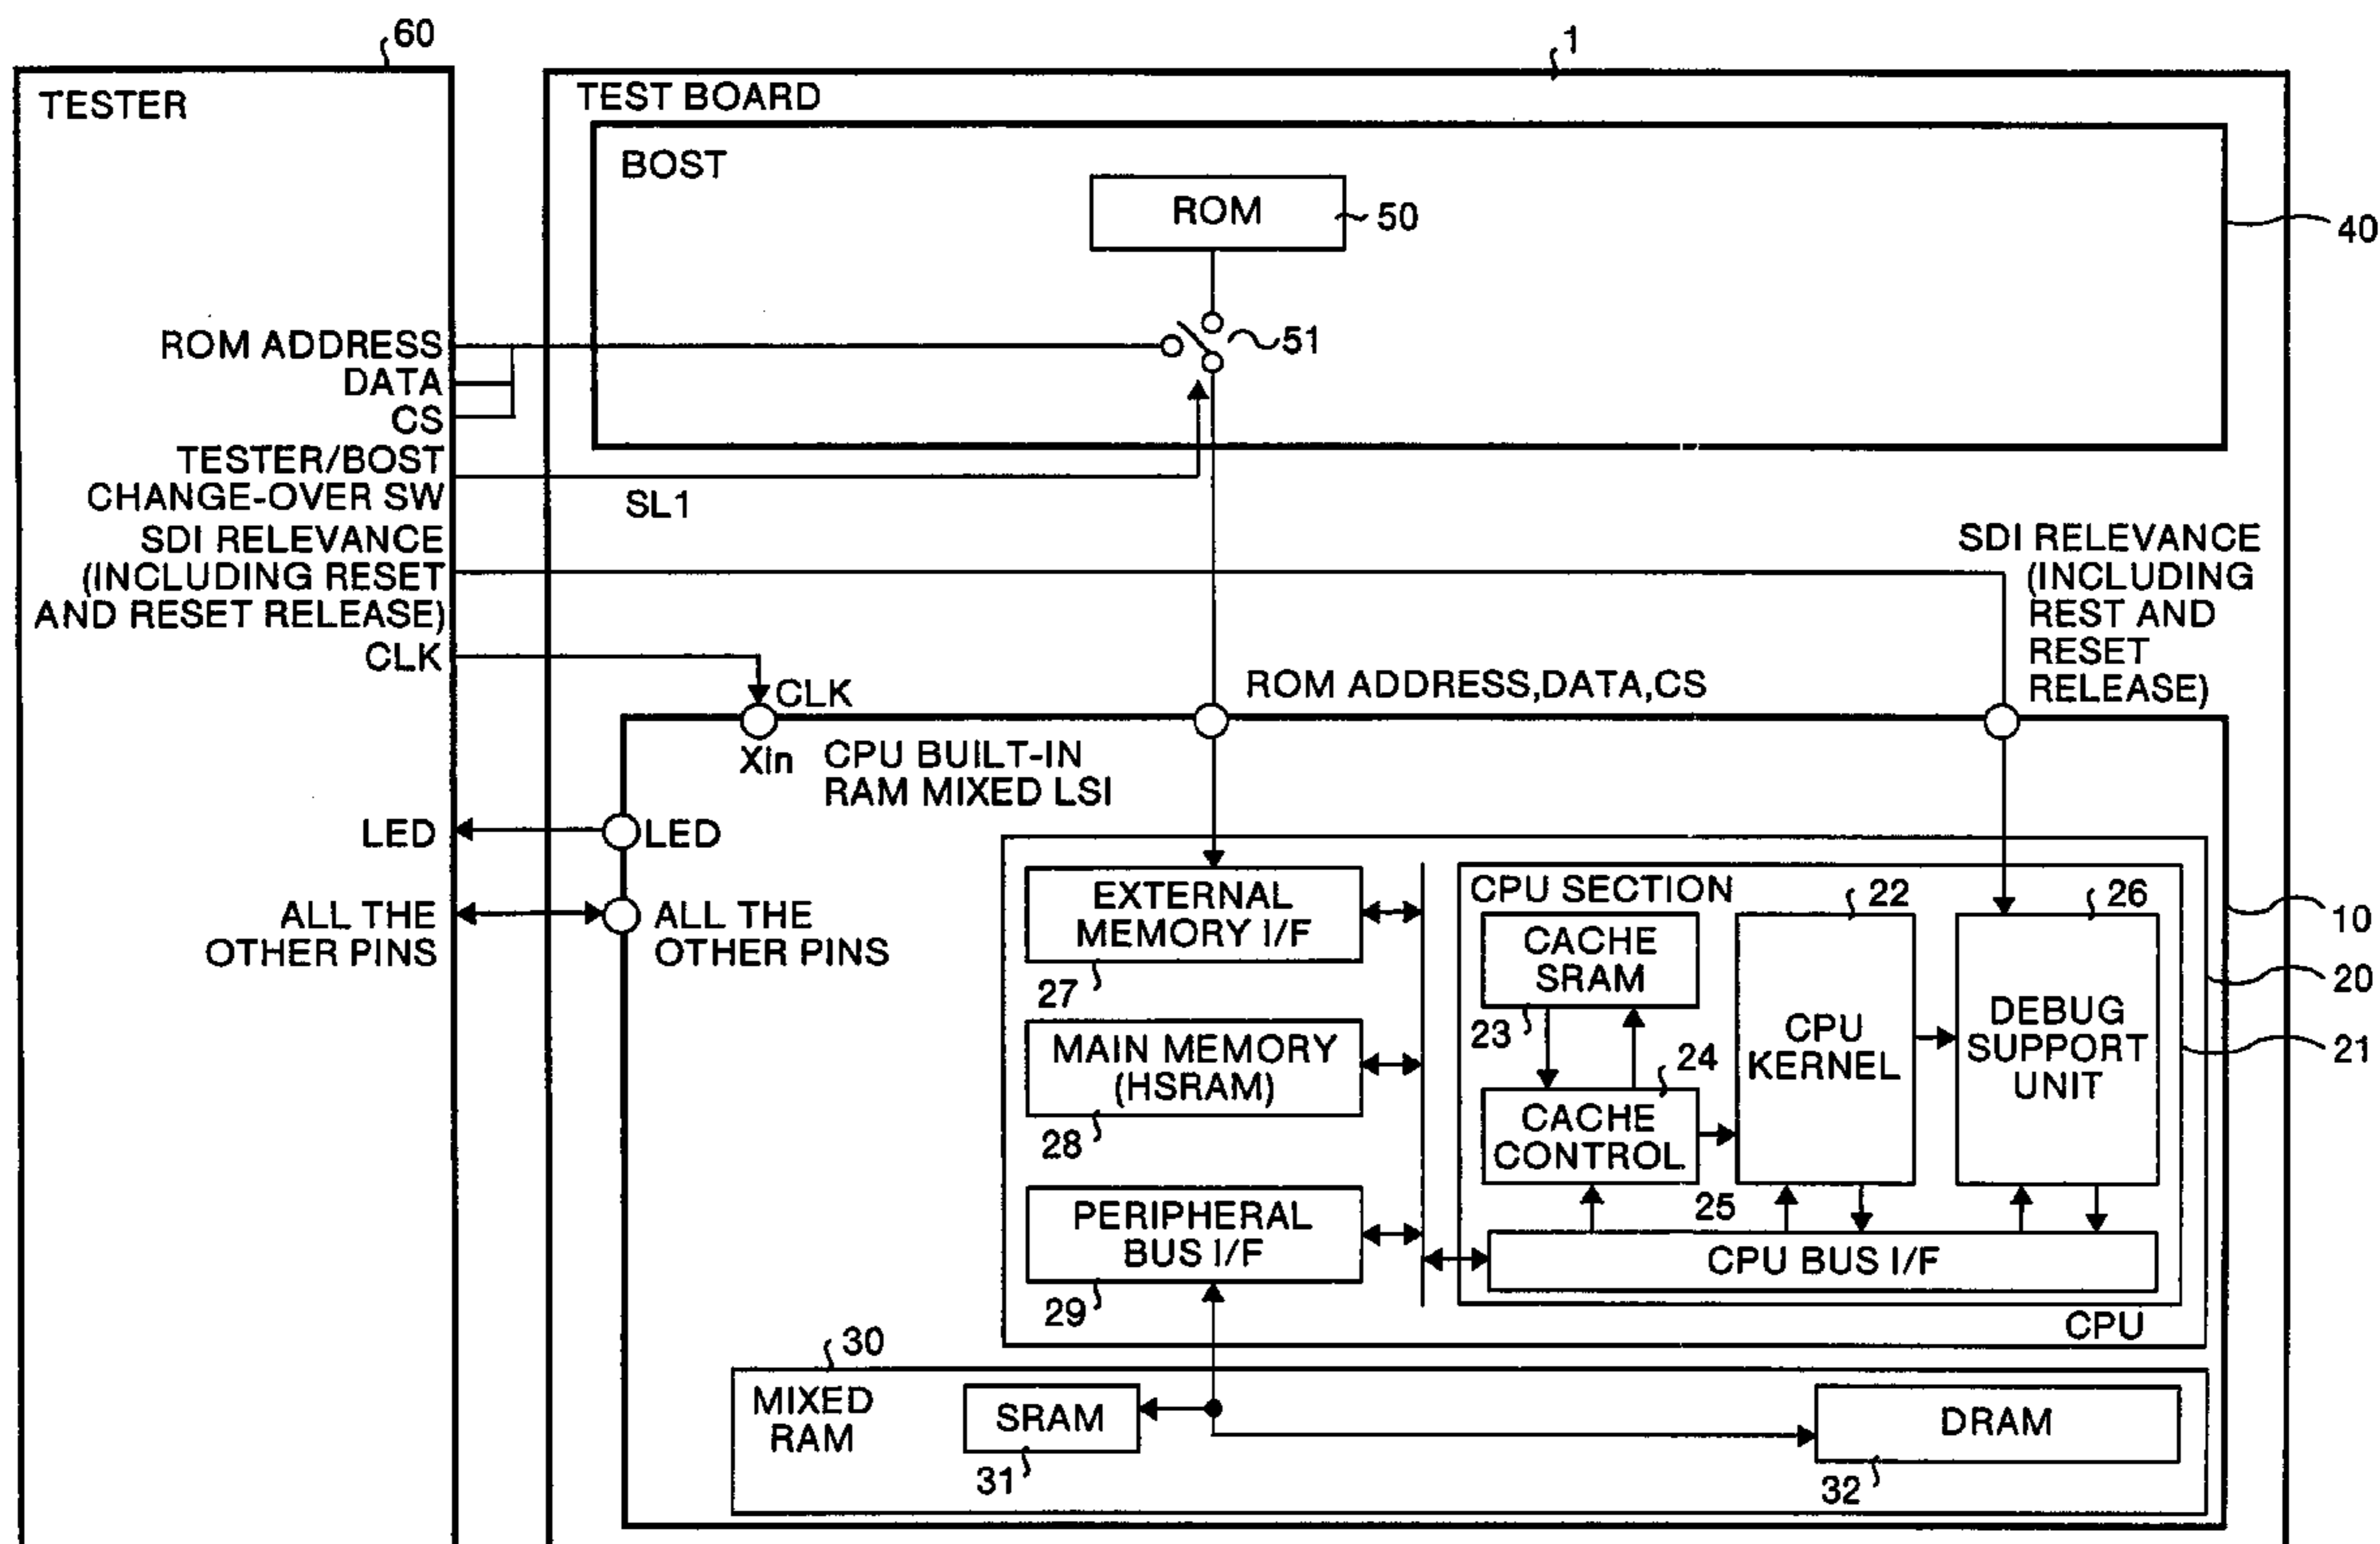 60
1
TESTER
TEST BOARD
BOST
ROM
50
40
51
ROM ADDRESS
DATA
CS
TESTER/BOST
CHANGE-OVER SW
SL1
SDI RELEVANCE
(INCLUDING RESET
AND RESET RELEASE)
SDI RELEVANCE
(INCLUDING
REST AND
RESET
RELEASE)
CLK
CLK
ROM ADDRESS,DATA,CS
Xin
CPU BUILT-IN
RAM MIXED LSI
LED
LED
ALL THE
OTHER PINS
ALL THE
OTHER PINS
EXTERNAL
MEMORY I/F
27
CPU SECTION
22
26
10
CACHE
SRAM
23
20
MAIN MEMORY
(HSRAM)
28
24
CPU
KERNEL
DEBUG
SUPPORT
UNIT
21
CACHE
CONTROL
25
PERIPHERAL
BUS I/F
29
CPU BUS I/F
CPU
30
MIXED
RAM
SRAM
31
DRAM
32